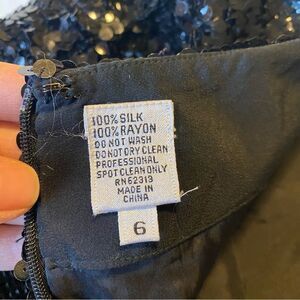 100% SILK
100% RAYON
DO NOT WASH
DO NOT DRY CLEAN
PROFESSIONAL
SPOT CLEAN ONLY
RN 62313
MADE IN
CHINA
6